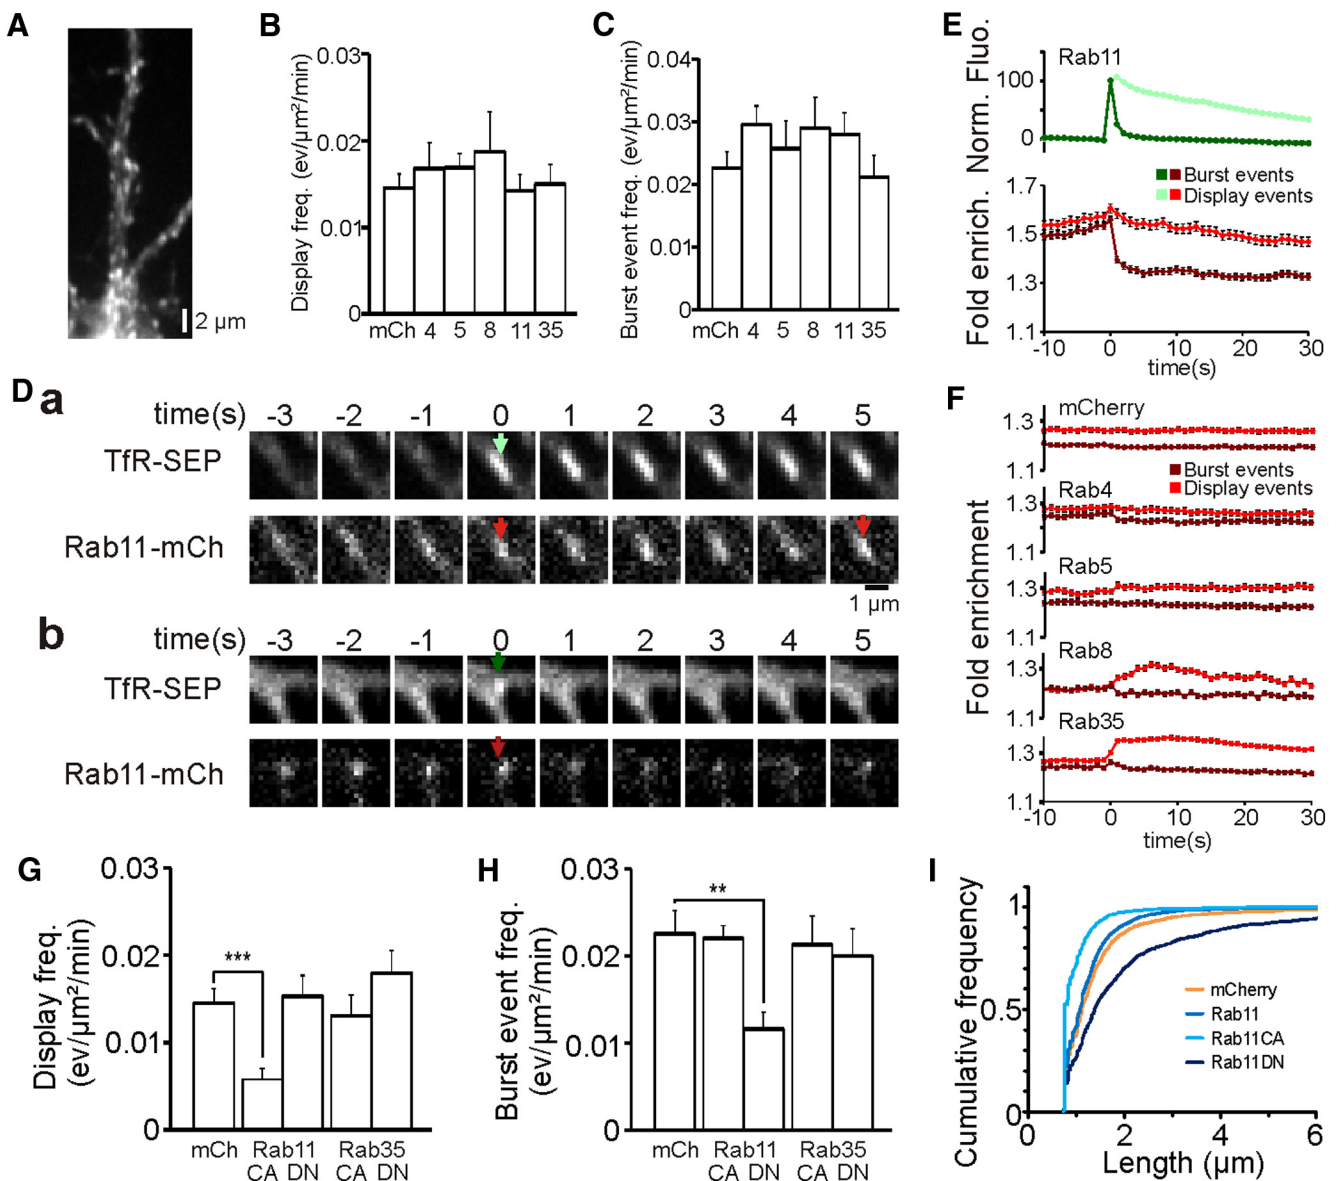 A
2 µm
B
Display freq. (ev/µm²/min)
0.03
0.02
0.01
0
mCh 4 5 8 11 35
C
Burst event freq. (ev/µm²/min)
0.04
0.03
0.02
0.01
0
mCh 4 5 8 11 35
D
a
time(s) -3 -2 -1 0 1 2 3 4 5
TfR-SEP
Rab11-mCh
1 µm
b
time(s) -3 -2 -1 0 1 2 3 4 5
TfR-SEP
Rab11-mCh
E
Norm. Fluo.
Rab11
100
0
Burst events
Display events
Fold enrich.
1.7
1.5
1.3
1.1
-10 0 10 20 30
time(s)
F
Fold enrichment
mCherry
1.3
1.1
Burst events
Display events
Rab4
1.3
1.1
Rab5
1.3
1.1
Rab8
1.3
1.1
Rab35
1.3
1.1
-10 0 10 20 30
time(s)
G
Display freq.
(ev/µm²/min)
0.03
0.02
0.01
0
***
mCh Rab11 Rab35
CA DN CA DN
H
Burst event freq.
(ev/µm²/min)
0.03
0.02
0.01
0
**
mCh Rab11 Rab35
CA DN CA DN
I
Cumulative frequency
1
0.5
0
mCherry
Rab11
Rab11CA
Rab11DN
0 2 4 6
Length (µm)